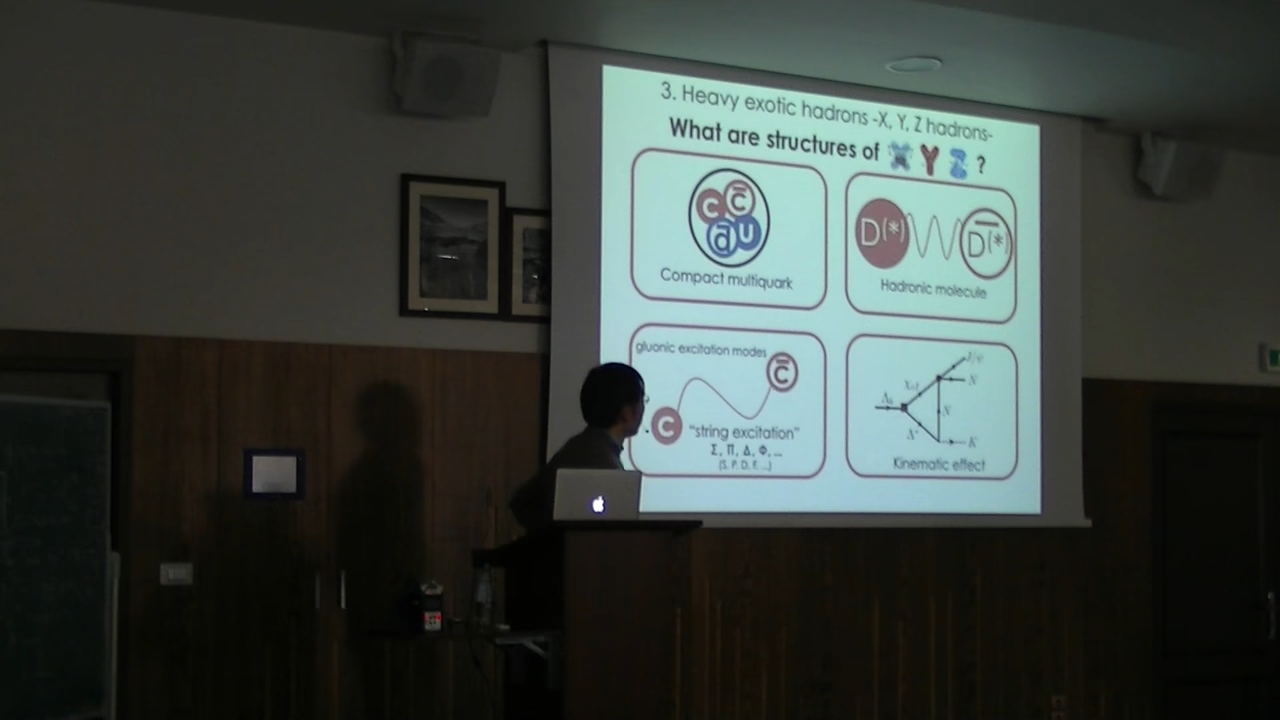 3. Heavy exotic hadrons -X, Y, Z hadrons-
What are structures of X Y Z ?
c c̄
d̄ u
Compact multiquark
D(*) D̄(*)
Hadronic molecule
gluonic excitation modes
c̄
c
"string excitation"
Σ, Π, Δ, Φ, ...
(S, P, D, F, ...)
J/ψ
N
N
K
Kinematic effect